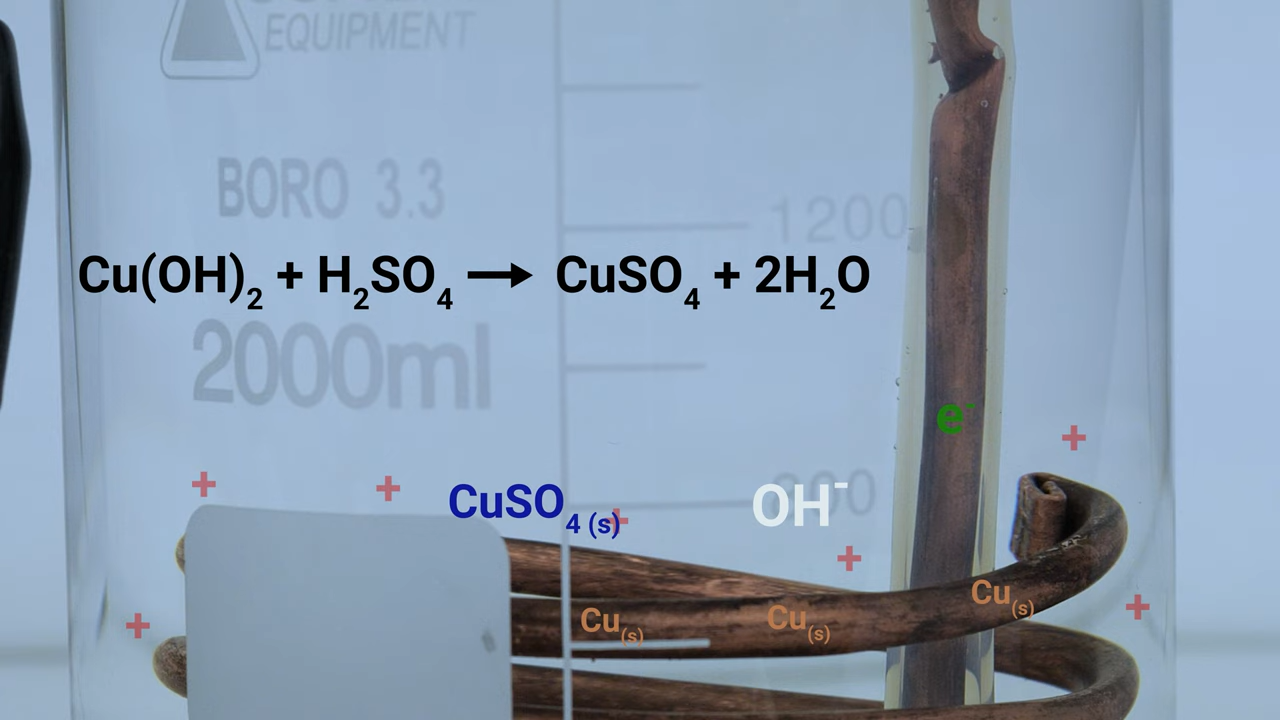 EQUIPMENT
BORO 3.3
1200
Cu(OH)₂ + H₂SO₄ → CuSO₄ + 2H₂O
2000ml
e⁻
+
+
+
CuSO₄ (s)
+
OH⁻
+
Cu(s)
Cu(s)
Cu(s)
+
+